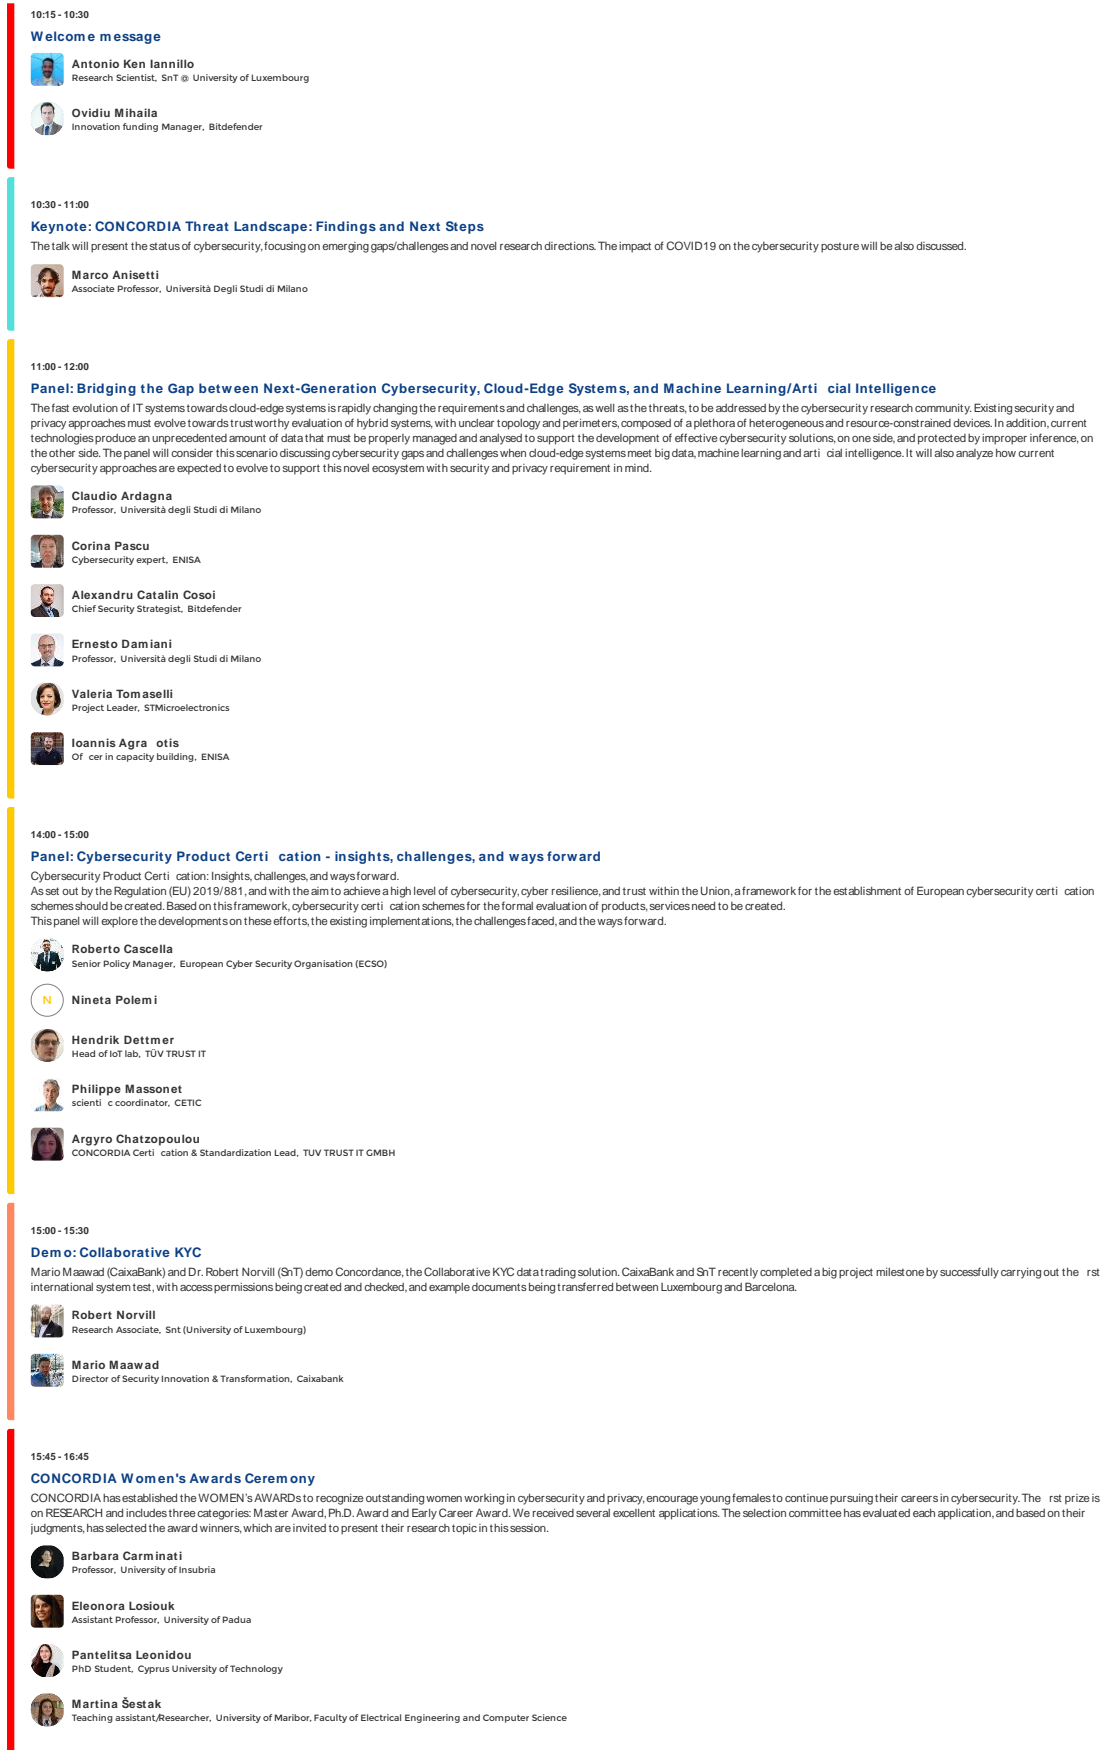 10:15 - 10:30
Welcome message
Antonio Ken Iannillo
Research Scientist, SnT @ University of Luxembourg
Ovidiu Mihaila
Innovation funding Manager, Bitdefender
10:30 - 11:00
Keynote: CONCORDIA Threat Landscape: Findings and Next Steps
The talk will present the status of cybersecurity, focusing on emerging gaps/challenges and novel research directions. The impact of COVID19 on the cybersecurity posture will be also discussed.
Marco Anisetti
Associate Professor, Università Degli Studi di Milano
11:00 - 12:00
Panel: Bridging the Gap between Next-Generation Cybersecurity, Cloud-Edge Systems, and Machine Learning/Arti cial Intelligence
The fast evolution of IT systems towards cloud-edge systems is rapidly changing the requirements and challenges, as well as the threats, to be addressed by the cybersecurity research community. Existing security and
privacy approaches must evolve towards trustworthy evaluation of hybrid systems, with unclear topology and perimeters, composed of a plethora of heterogeneous and resource-constrained devices. In addition, current
technologies produce an unprecedented amount of data that must be properly managed and analysed to support the development of effective cybersecurity solutions, on one side, and protected by improper inference, on
the other side. The panel will consider this scenario discussing cybersecurity gaps and challenges when cloud-edge systems meet big data, machine learning and arti cial intelligence. It will also analyze how current
cybersecurity approaches are expected to evolve to support this novel ecosystem with security and privacy requirement in mind.
Claudio Ardagna
Professor, Università degli Studi di Milano
Corina Pascu
Cybersecurity expert, ENISA
Alexandru Catalin Cosoi
Chief Security Strategist, Bitdefender
Ernesto Damiani
Professor, Università degli Studi di Milano
Valeria Tomaselli
Project Leader, STMicroelectronics
Ioannis Agra otis
Of cer in capacity building, ENISA
14:00 - 15:00
Panel: Cybersecurity Product Certi cation - insights, challenges, and ways forward
Cybersecurity Product Certi cation: Insights, challenges, and ways forward.
As set out by the Regulation (EU) 2019/881, and with the aim to achieve a high level of cybersecurity, cyber resilience, and trust within the Union, a framework for the establishment of European cybersecurity certi cation
schemes should be created. Based on this framework, cybersecurity certi cation schemes for the formal evaluation of products, services need to be created.
This panel will explore the developments on these efforts, the existing implementations, the challenges faced, and the ways forward.
Roberto Cascella
Senior Policy Manager, European Cyber Security Organisation (ECSO)
N Nineta Polemi
Hendrik Dettmer
Head of IoT lab, TÜV TRUST IT
Philippe Massonet
scienti c coordinator, CETIC
Argyro Chatzopoulou
CONCORDIA Certi cation & Standardization Lead, TUV TRUST IT GMBH
15:00 - 15:30
Demo: Collaborative KYC
Mario Maawad (CaixaBank) and Dr. Robert Norvill (SnT) demo Concordance, the Collaborative KYC data trading solution. CaixaBank and SnT recently completed a big project milestone by successfully carrying out the rst
international system test, with access permissions being created and checked, and example documents being transferred between Luxembourg and Barcelona.
Robert Norvill
Research Associate, Snt (University of Luxembourg)
Mario Maawad
Director of Security Innovation & Transformation, Caixabank
15:45 - 16:45
CONCORDIA Women's Awards Ceremony
CONCORDIA has established the WOMEN's AWARDs to recognize outstanding women working in cybersecurity and privacy, encourage young females to continue pursuing their careers in cybersecurity. The rst prize is
on RESEARCH and includes three categories: Master Award, Ph.D. Award and Early Career Award. We received several excellent applications. The selection committee has evaluated each application, and based on their
judgments, has selected the award winners, which are invited to present their research topic in this session.
Barbara Carminati
Professor, University of Insubria
Eleonora Losiouk
Assistant Professor, University of Padua
Pantelitsa Leonidou
PhD Student, Cyprus University of Technology
Martina Šestak
Teaching assistant/Researcher, University of Maribor, Faculty of Electrical Engineering and Computer Science